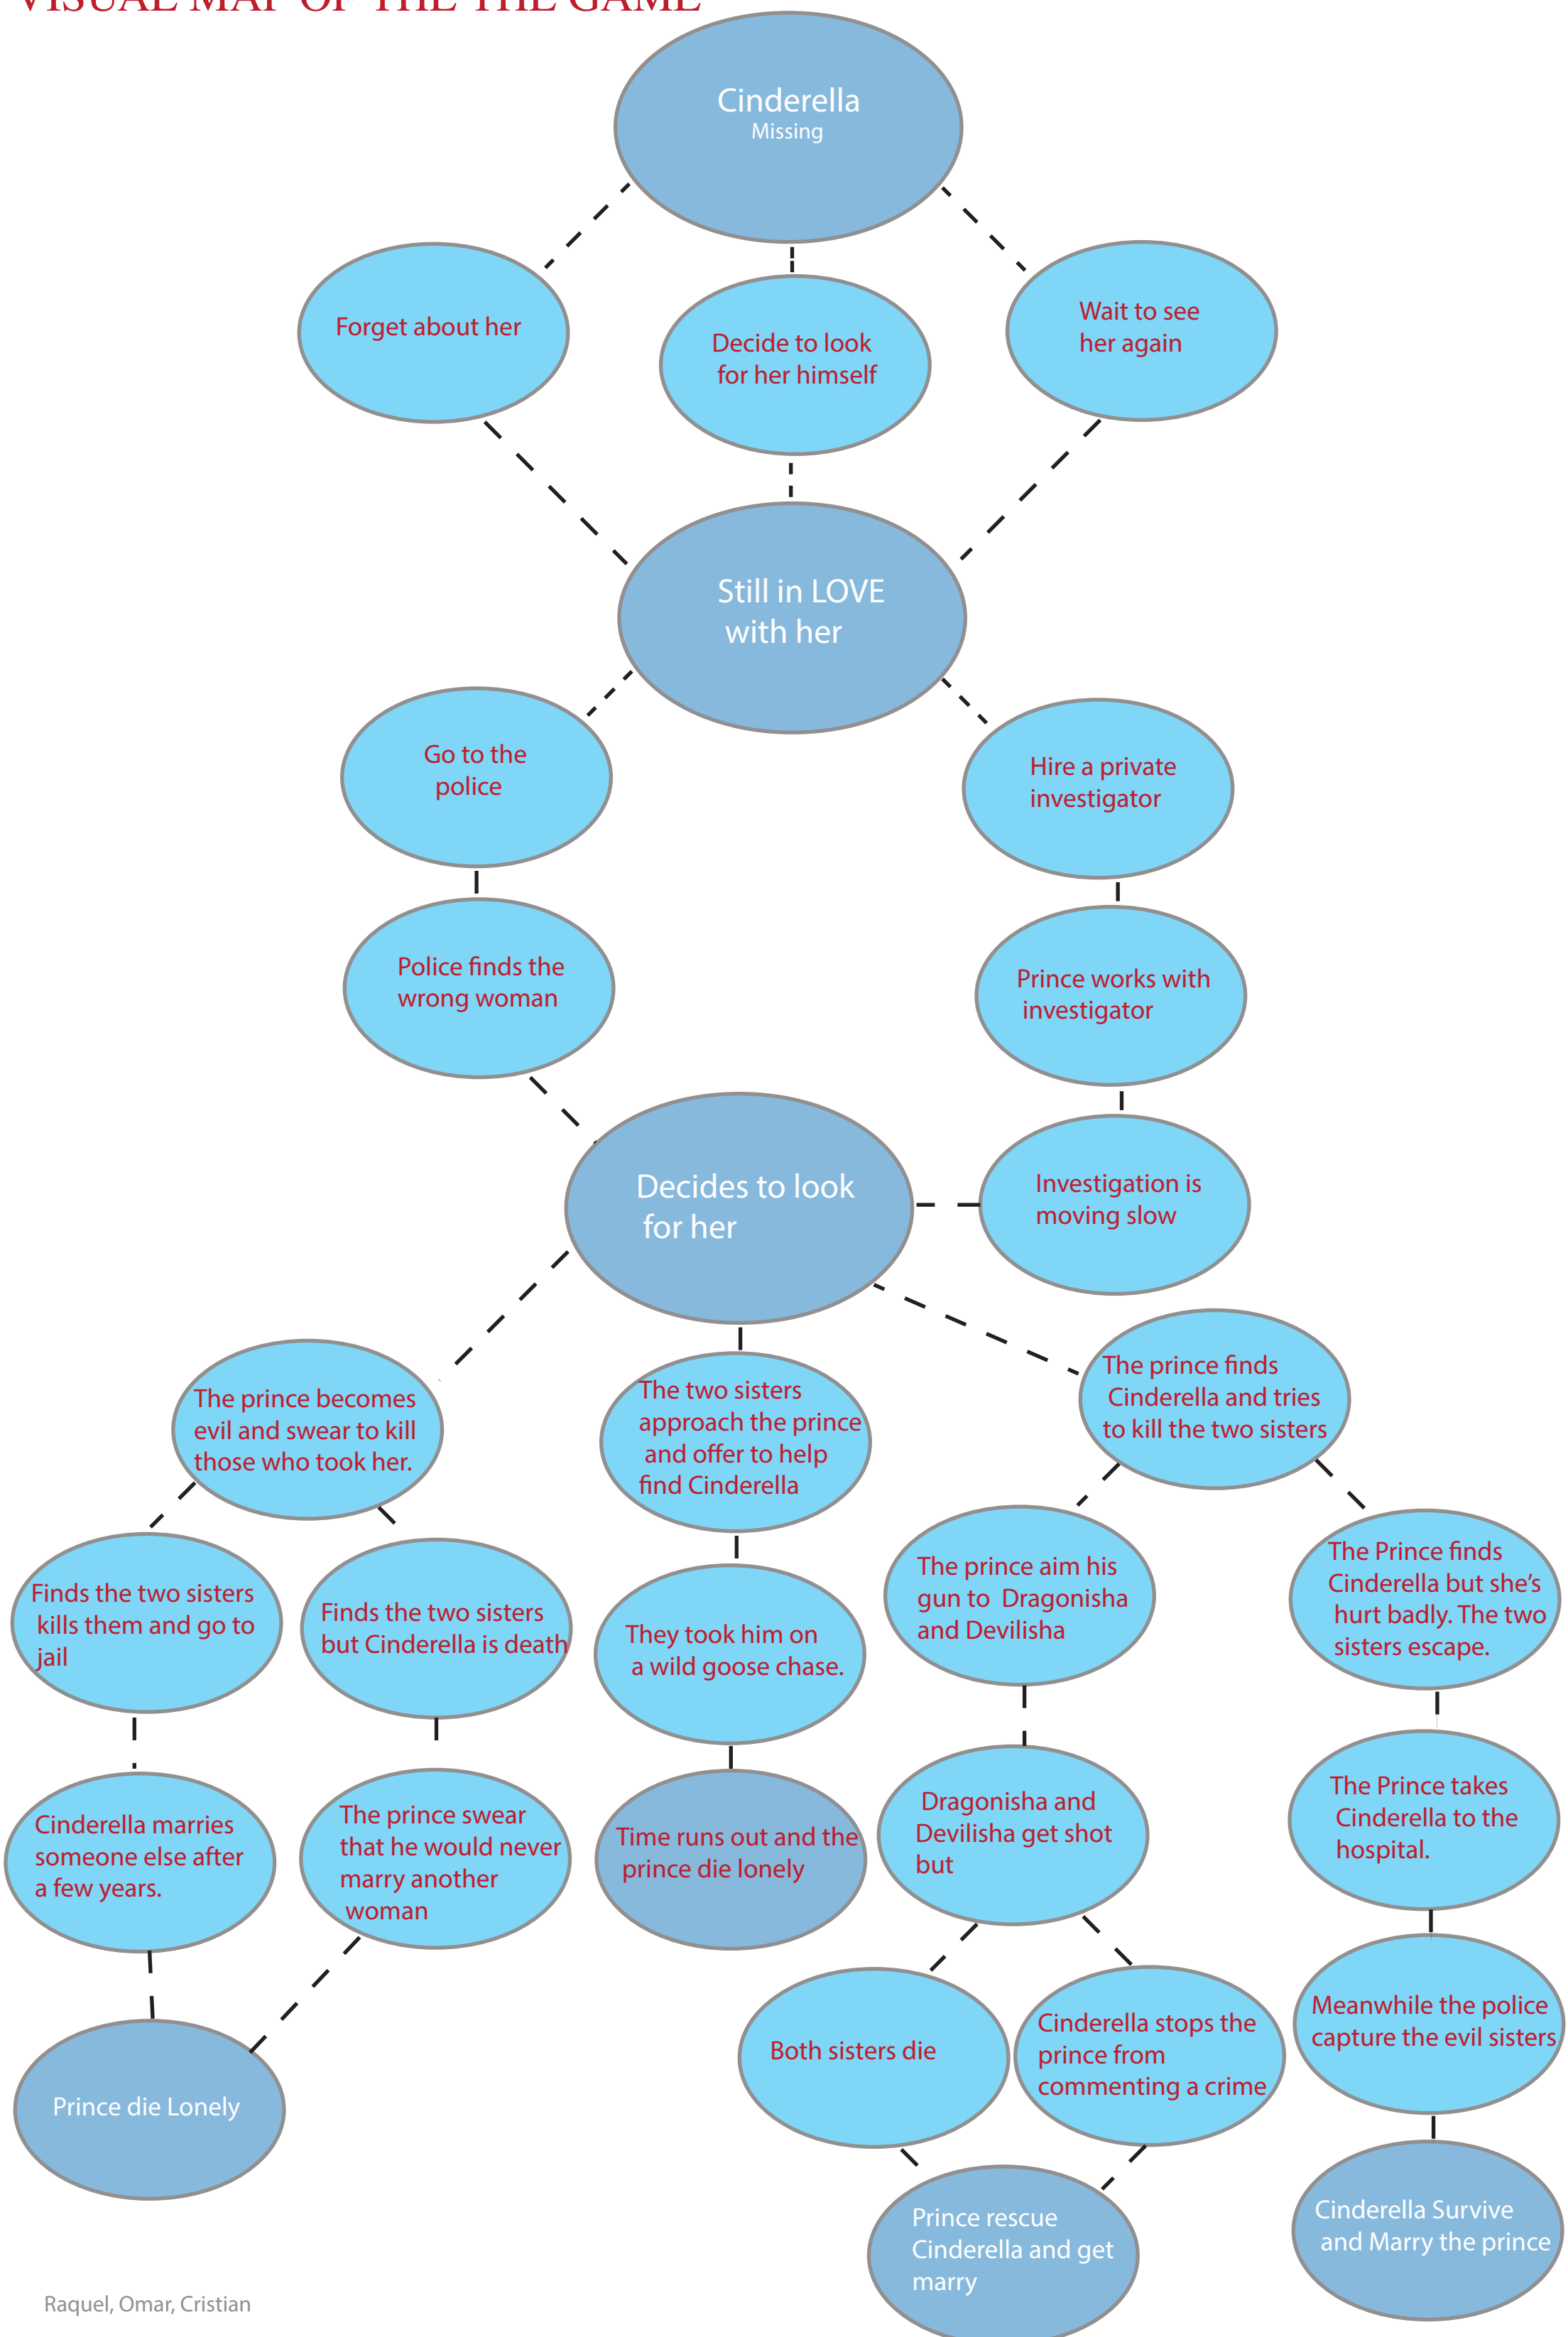 VISUAL MAP OF THE THE GAME
Cinderella
Missing
Forget about her
Decide to look
for her himself
Wait to see
her again
Still in LOVE
with her
Go to the
police
Hire a private
investigator
Police finds the
wrong woman
Prince works with
investigator
Decides to look
for her
Investigation is
moving slow
The prince becomes
evil and swear to kill
those who took her.
The two sisters
approach the prince
and offer to help
find Cinderella
The prince finds
Cinderella and tries
to kill the two sisters
Finds the two sisters
kills them and go to
jail
Finds the two sisters
but Cinderella is death
They took him on
a wild goose chase.
The prince aim his
gun to Dragonisha
and Devilisha
The Prince finds
Cinderella but she's
hurt badly. The two
sisters escape.
Cinderella marries
someone else after
a few years.
The prince swear
that he would never
marry another
woman
Time runs out and the
prince die lonely
Dragonisha and
Devilisha get shot
but
The Prince takes
Cinderella to the
hospital.
Both sisters die
Cinderella stops the
prince from
commenting a crime
Meanwhile the police
capture the evil sisters
Prince die Lonely
Prince rescue
Cinderella and get
marry
Cinderella Survive
and Marry the prince
Raquel, Omar, Cristian